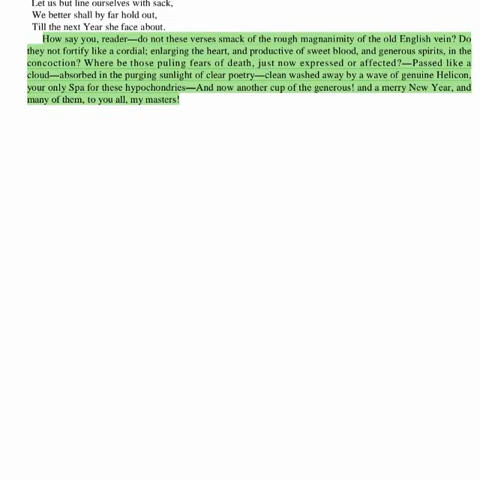 Let us but line ourselves with sack,
We better shall by far hold out,
Till the next Year she face about.
How say you, reader—do not these verses smack of the rough magnanimity of the old English vein? Do
they not fortify like a cordial; enlarging the heart, and productive of sweet blood, and generous spirits, in the
concoction? Where be those puling fears of death, just now expressed or affected?—Passed like a
cloud—absorbed in the purging sunlight of clear poetry—clean washed away by a wave of genuine Helicon,
your only Spa for these hypochondries—And now another cup of the generous! and a merry New Year, and
many of them, to you all, my masters!